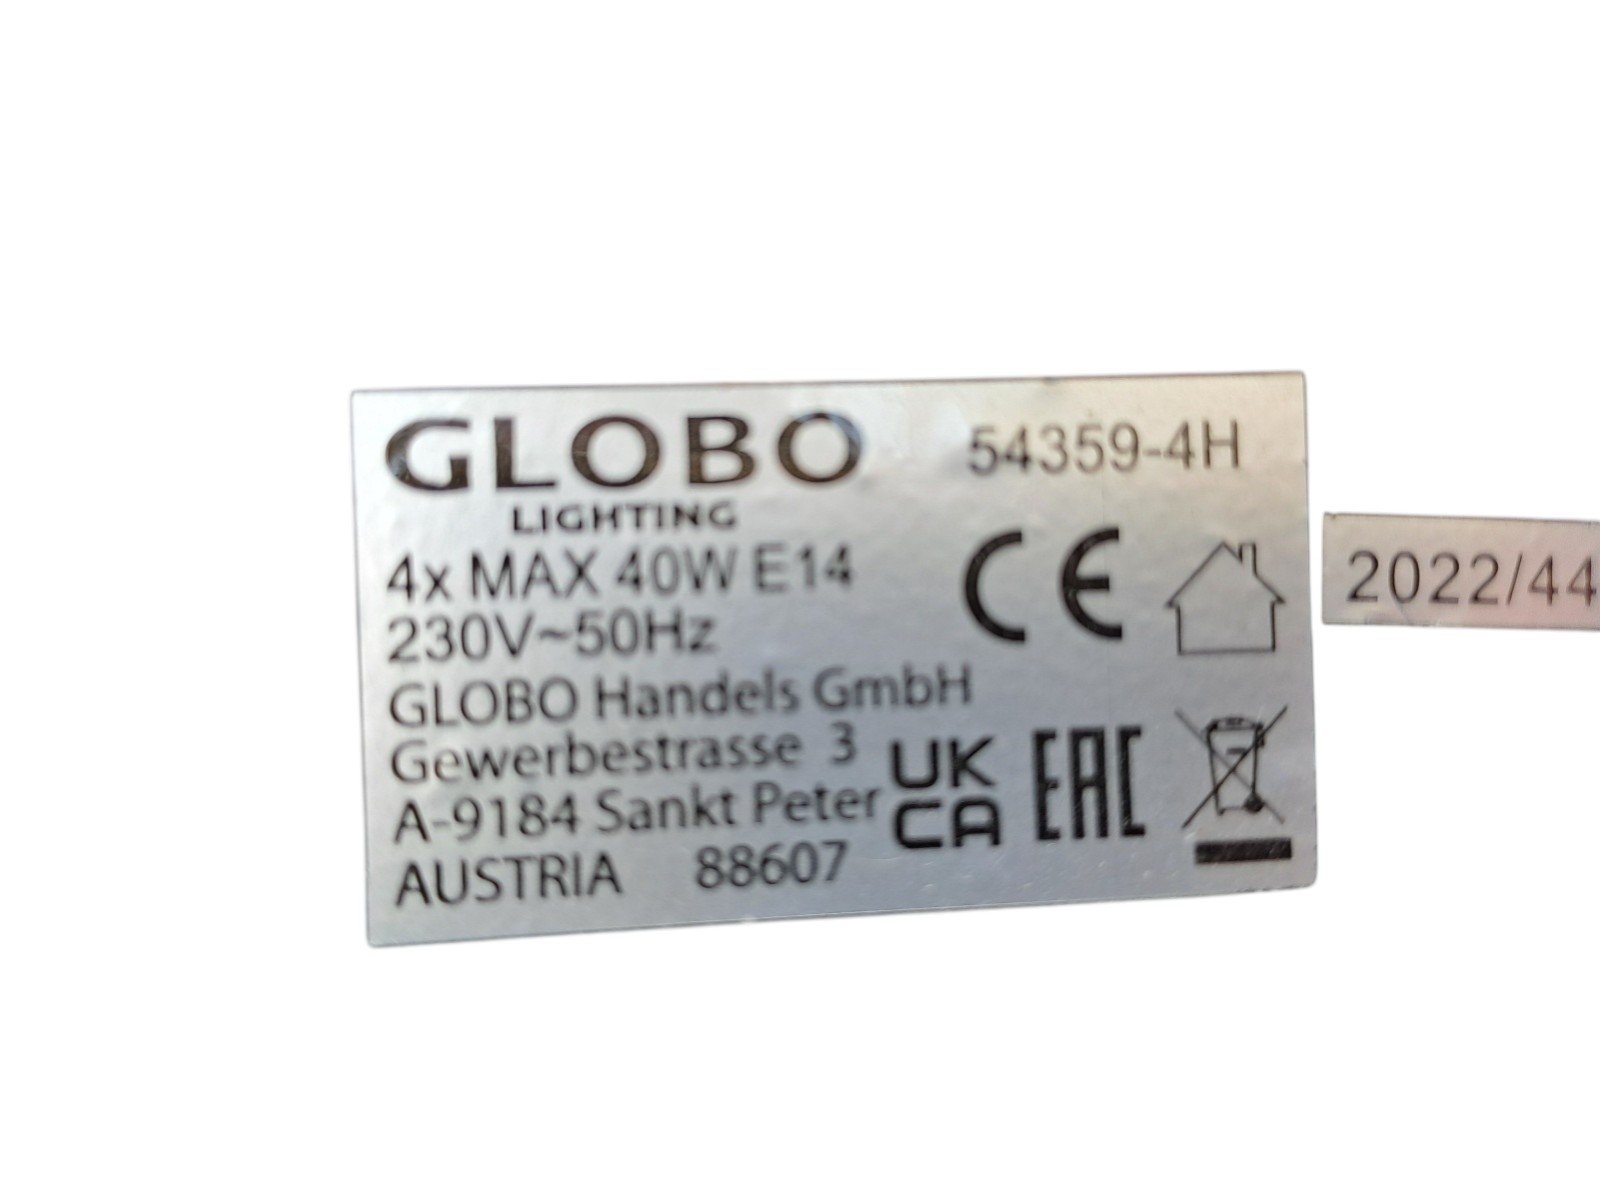 GLOBO 54359-4H
LIGHTING
4x MAX 40W E14
230V~50Hz
CE
GLOBO Handels GmbH
Gewerbestrasse 3
A-9184 Sankt Peter
AUSTRIA 88607
UK
CA
EAC
2022/44